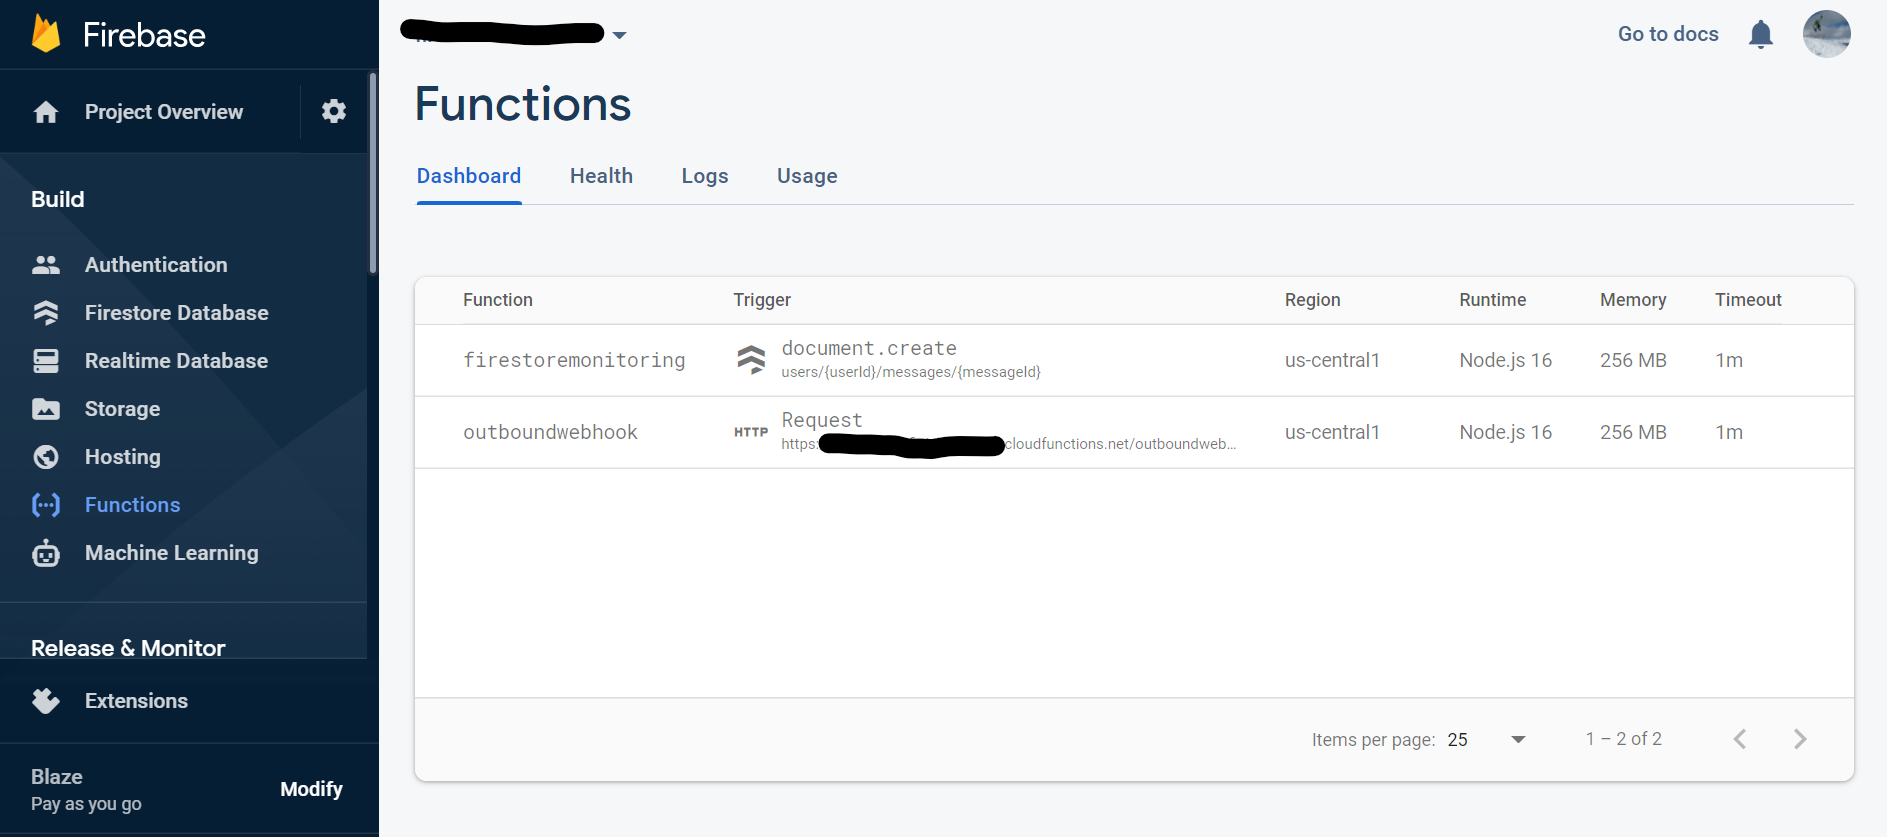 Firebase
Project Overview
Build
Authentication
Firestore Database
Realtime Database
Storage
Hosting
Functions
Machine Learning
Release & Monitor
Extensions
Blaze
Pay as you go
Modify
Go to docs
Functions
Dashboard Health Logs Usage
Function Trigger Region Runtime Memory Timeout
firestoremonitoring document.create us-central1 Node.js 16 256 MB 1m
users/{userId}/messages/{messageId}
outboundwebhook HTTP Request us-central1 Node.js 16 256 MB 1m
https: cloudfunctions.net/outboundweb...
Items per page: 25 1 – 2 of 2